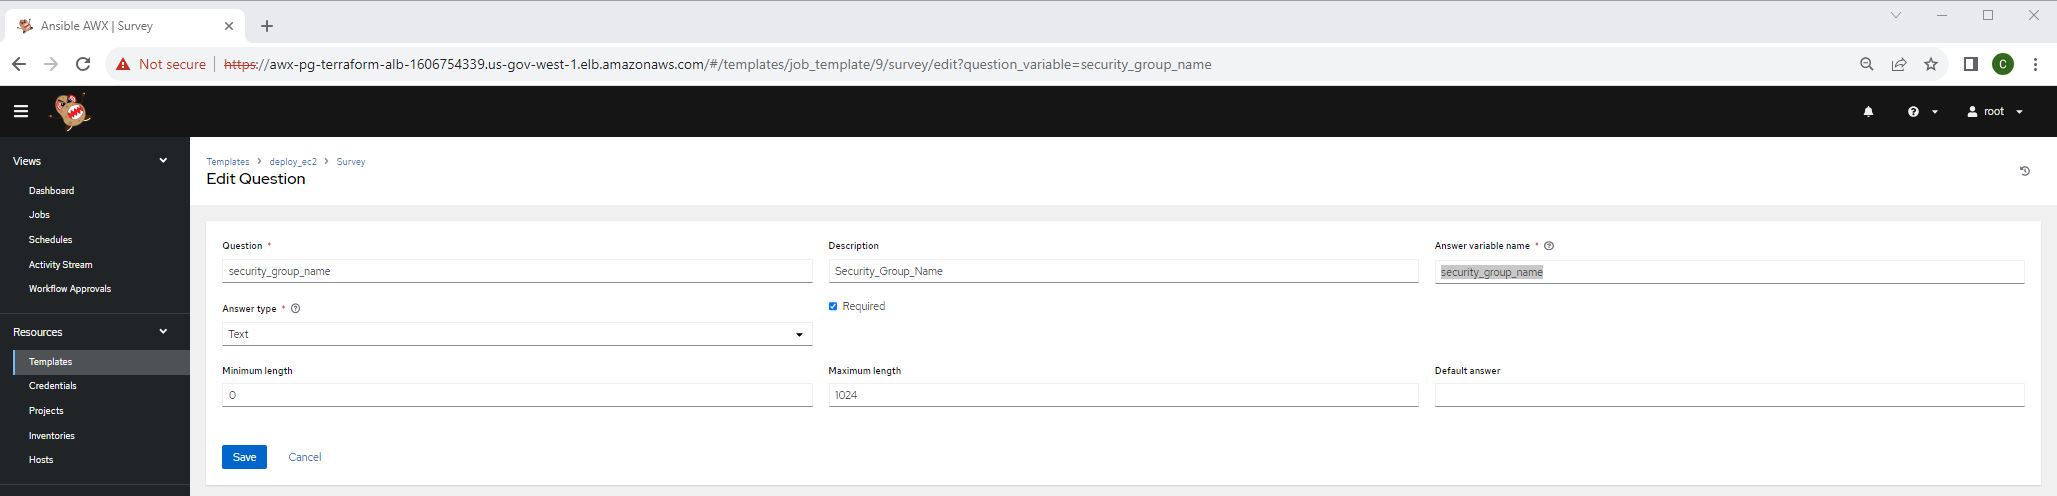 Ansible AWX | Survey
Not secure | https://awx-pg-terraform-alb-1606754339.us-gov-west-1.elb.amazonaws.com/#/templates/job_template/9/survey/edit?question_variable=security_group_name
C
root
Views
Dashboard
Jobs
Schedules
Activity Stream
Workflow Approvals
Resources
Templates
Credentials
Projects
Inventories
Hosts
Templates > deploy_ec2 > Survey
Edit Question
Question * Description Answer variable name *
security_group_name Security_Group_Name security_group_name
Answer type * Required
Text
Minimum length Maximum length Default answer
0 1024
Save Cancel